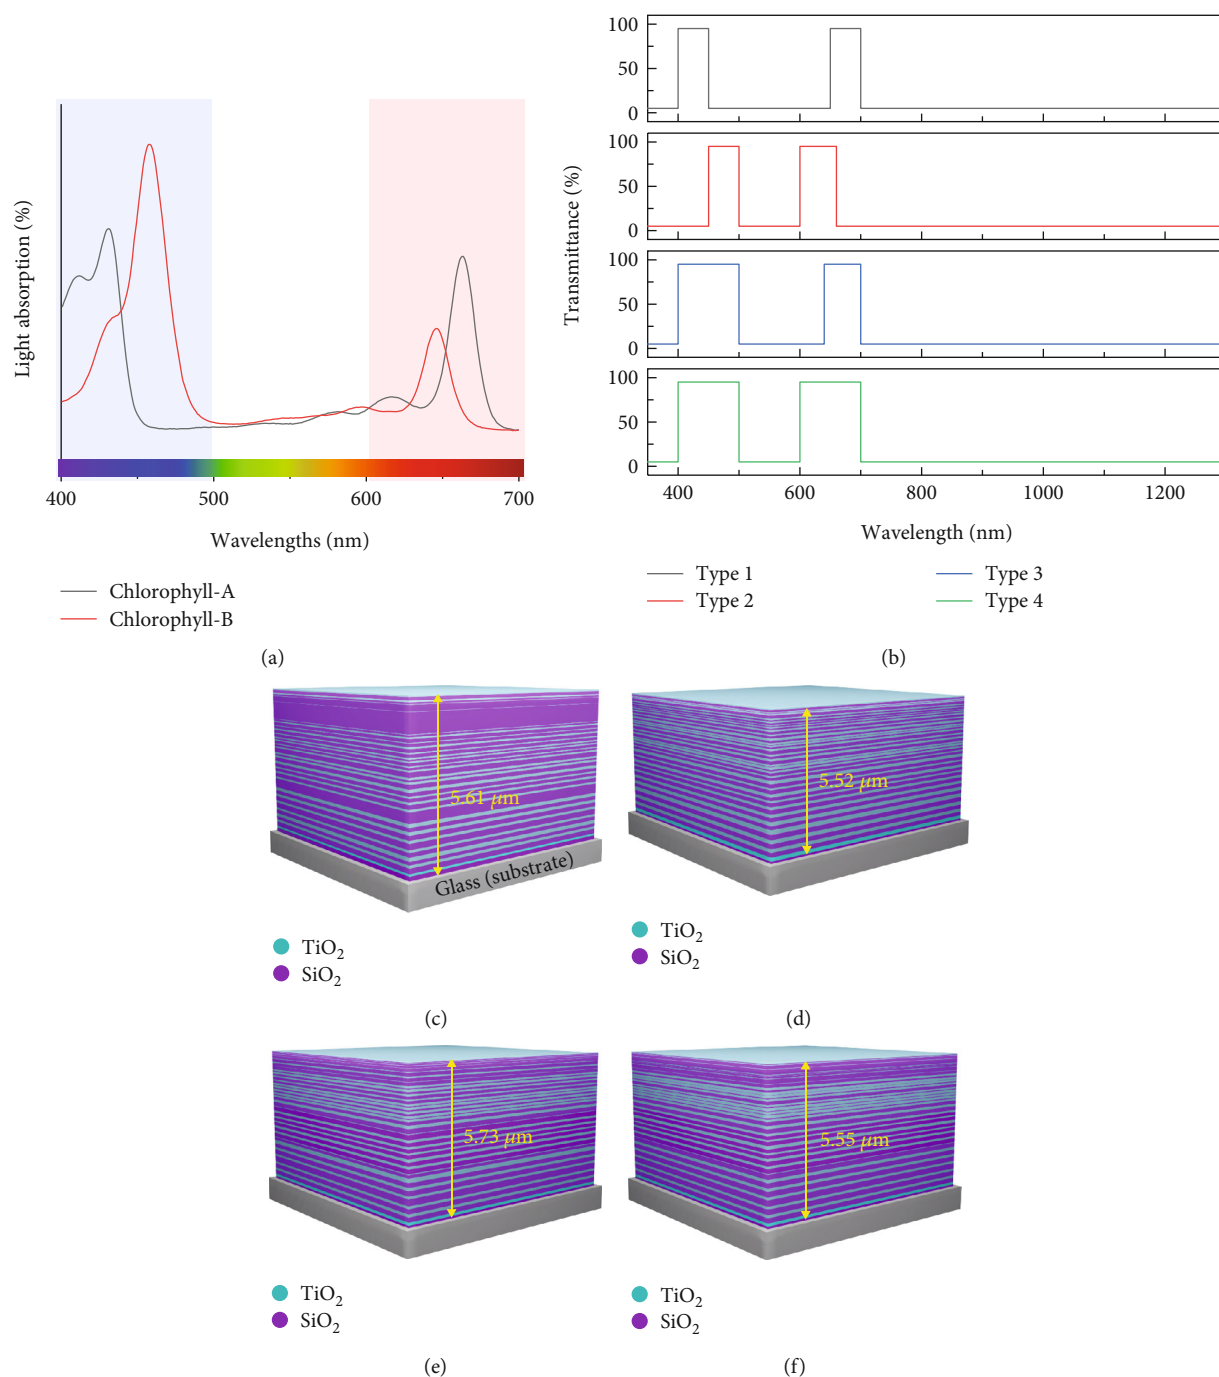 Light absorption (%)
400
500
600
700
Wavelengths (nm)
Chlorophyll-A
Chlorophyll-B
(a)
Transmittance (%)
100
50
0
100
50
0
100
50
0
100
50
0
400
600
800
1000
1200
Wavelength (nm)
Type 1
Type 3
Type 2
Type 4
(b)
5.61 μm
Glass (substrate)
TiO2
SiO2
(c)
5.52 μm
TiO2
SiO2
(d)
5.73 μm
TiO2
SiO2
(e)
5.55 μm
TiO2
SiO2
(f)